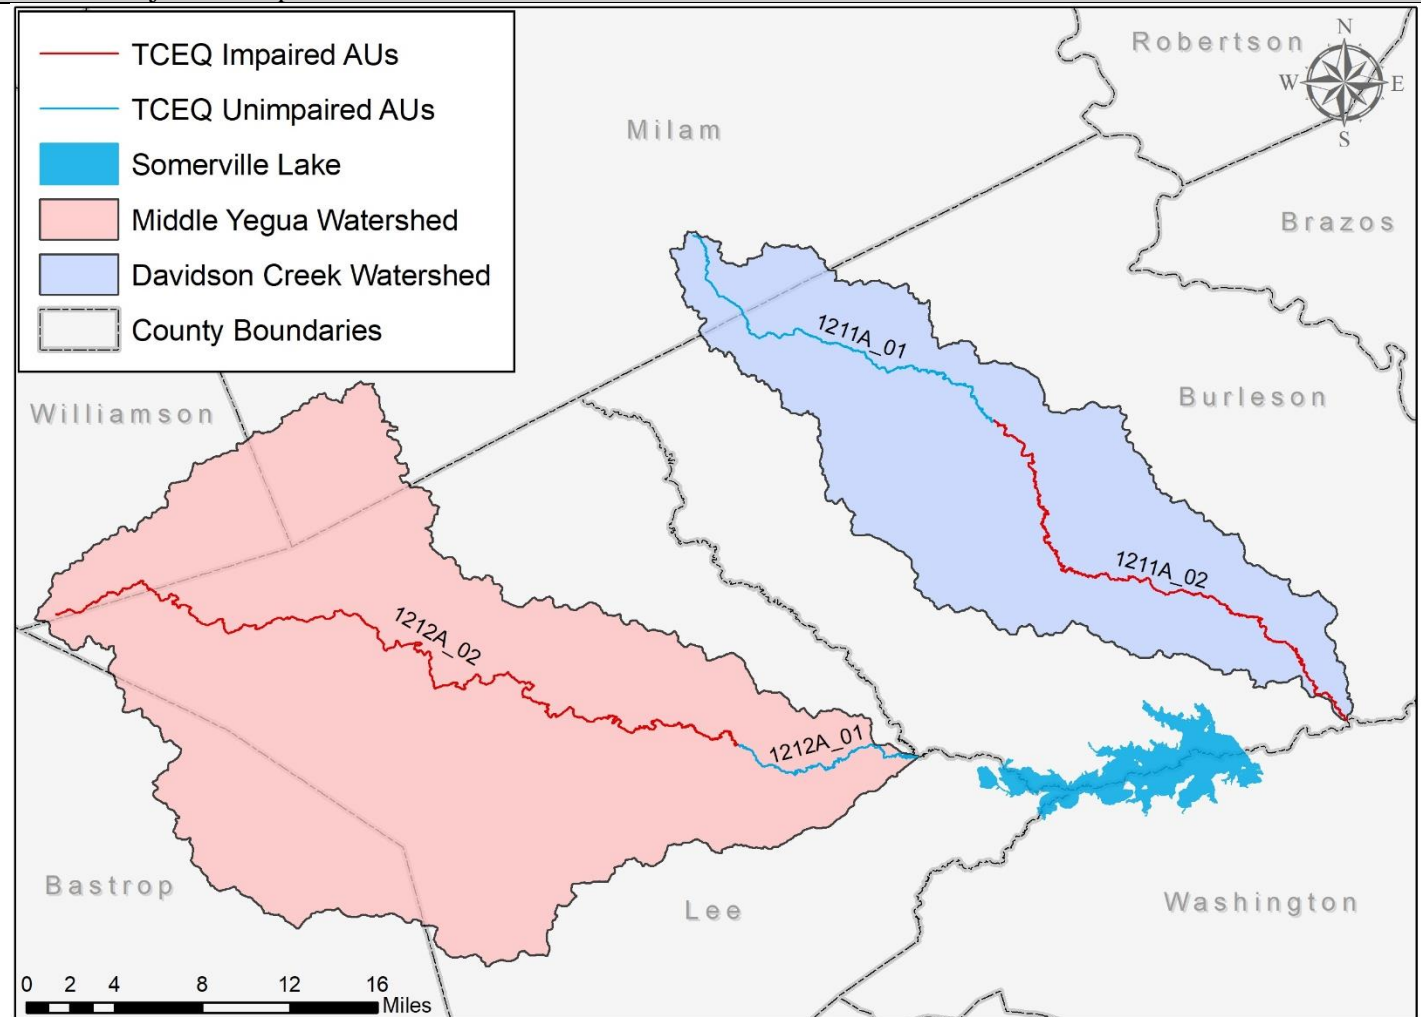 TCEQ Impaired AUs
TCEQ Unimpaired AUs
Somerville Lake
Middle Yegua Watershed
Davidson Creek Watershed
County Boundaries
Robertson
N
W
E
S
Milam
Brazos
1211A_01
Burleson
Williamson
1211A_02
1212A_02
1212A_01
Bastrop
Lee
Washington
0 2 4 8 12 16
Miles